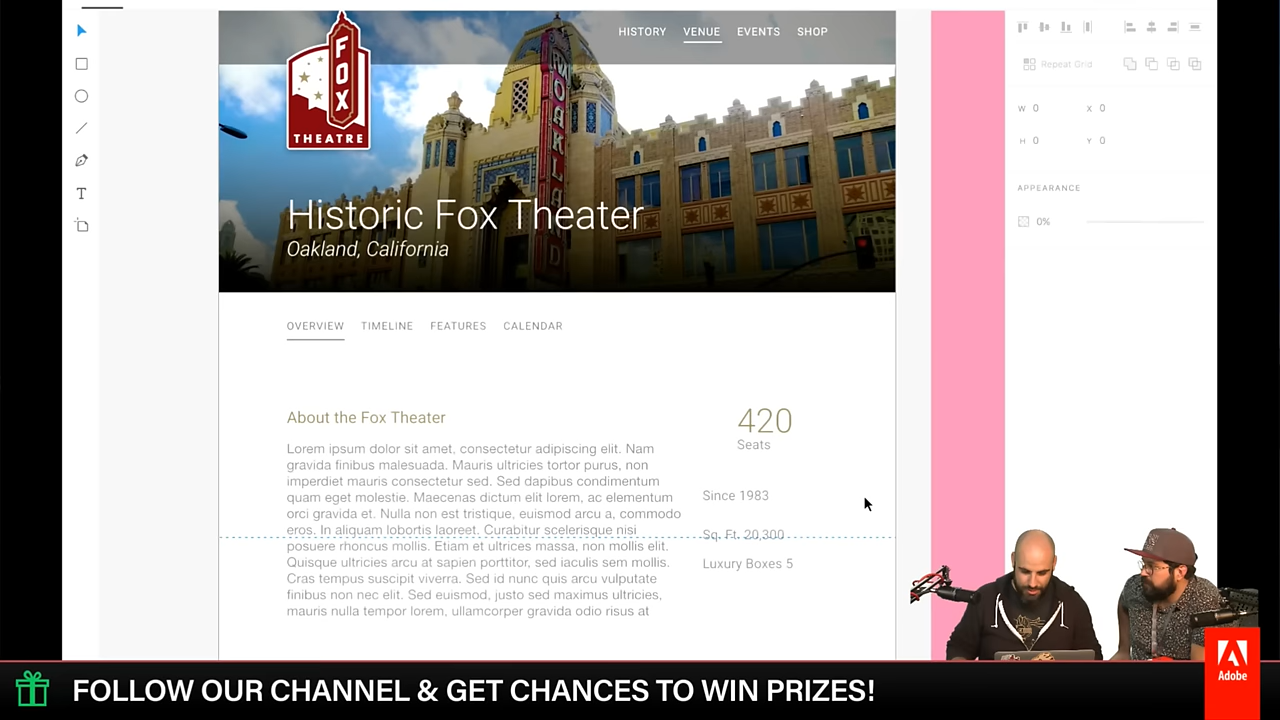 HISTORY VENUE EVENTS SHOP
FOX
THEATRE
OAKLAND
Historic Fox Theater
Oakland, California
OVERVIEW TIMELINE FEATURES CALENDAR
About the Fox Theater
Lorem ipsum dolor sit amet, consectetur adipiscing elit. Nam
gravida finibus malesuada. Mauris ultricies tortor purus, non
imperdiet mauris consectetur sed. Sed dapibus condimentum
quam eget molestie. Maecenas dictum elit lorem, ac elementum
orci gravida et. Nulla non est tristique, euismod arcu a, commodo
eros. In aliquam lobortis laoreet. Curabitur scelerisque nisi
posuere rhoncus mollis. Etiam et ultrices massa, non mollis elit.
Quisque ultricies arcu at sapien porttitor, sed iaculis sem mollis.
Cras tempus suscipit viverra. Sed id nunc quis arcu vulputate
finibus non nec elit. Sed euismod, justo sed maximus ultricies,
mauris nulla tempor lorem, ullamcorper gravida odio risus at
420
Seats
Since 1983
Sq. Ft. 20,300
Luxury Boxes 5
T
Repeat Grid
W 0 X 0
H 0 Y 0
APPEARANCE
0%
FOLLOW OUR CHANNEL & GET CHANCES TO WIN PRIZES!
Adobe